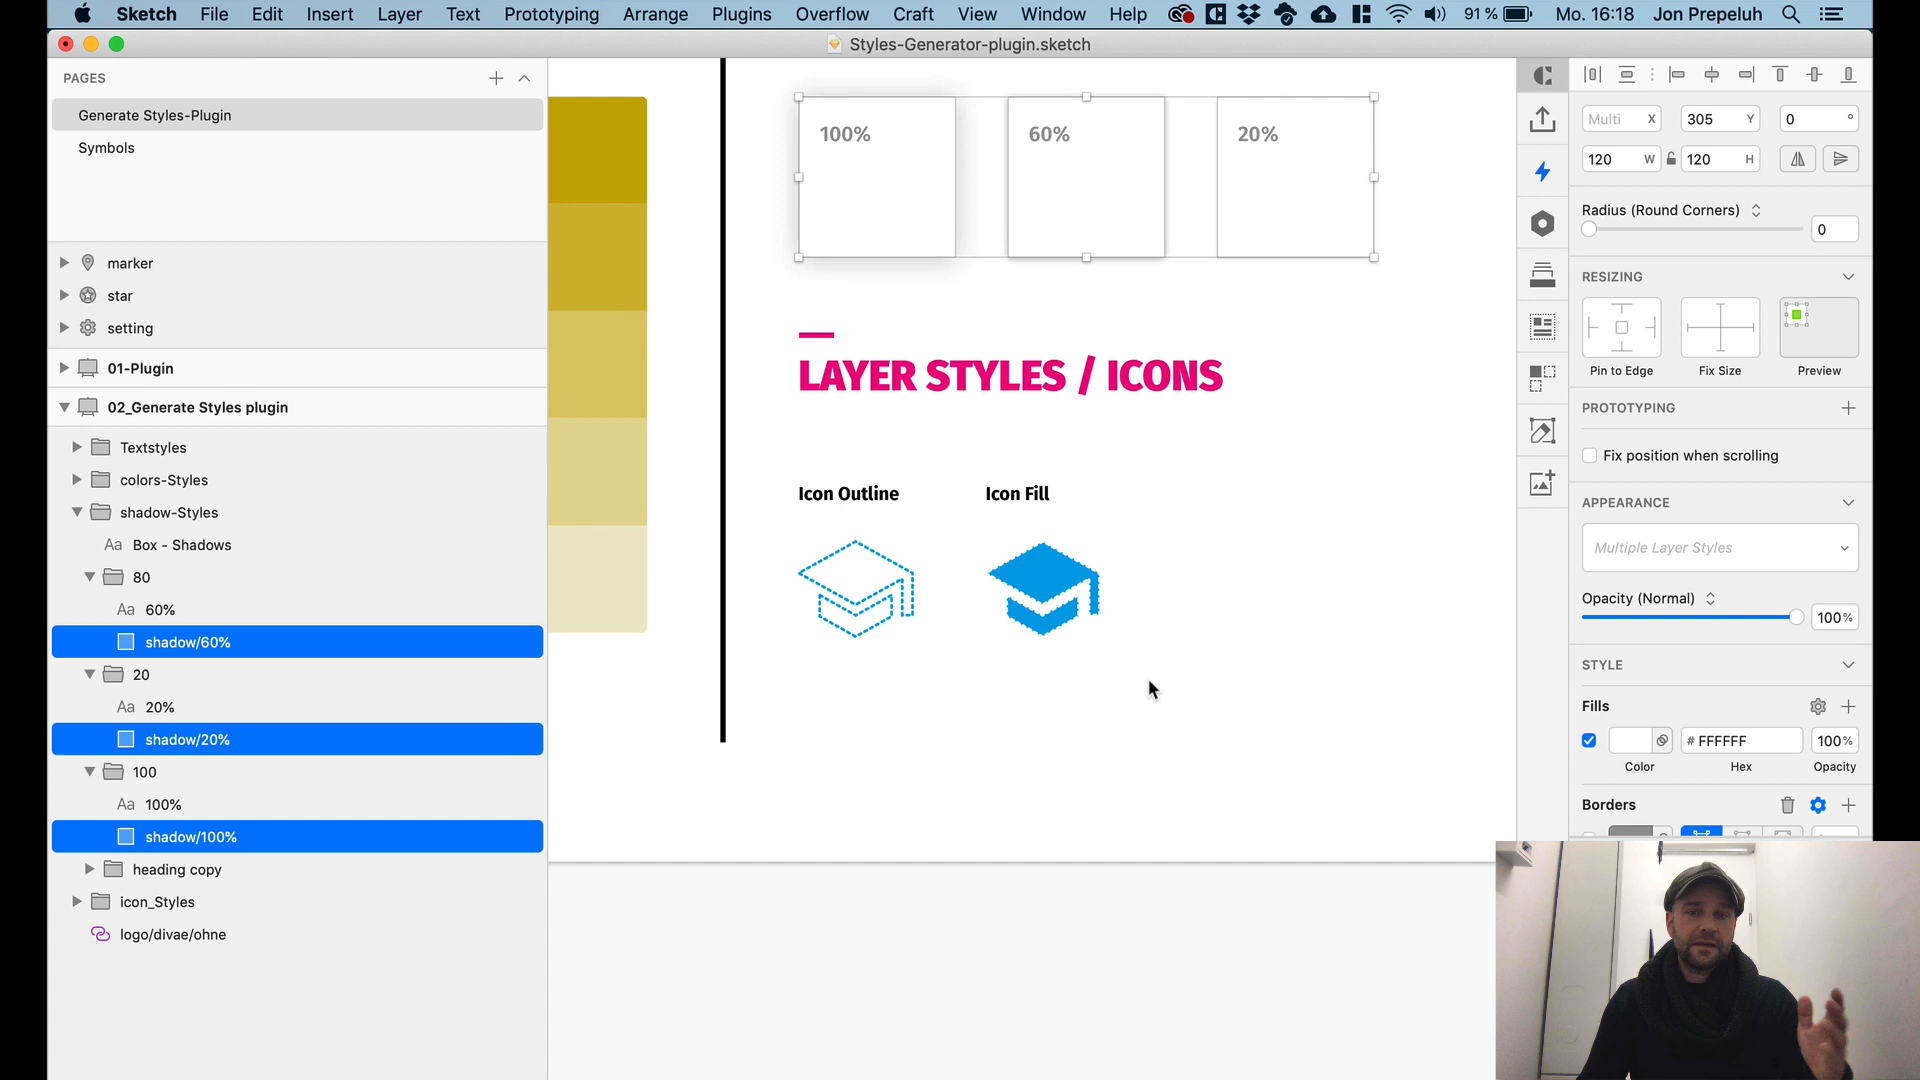 Sketch File Edit Insert Layer Text Prototyping Arrange Plugins Overflow Craft View Window Help 91 % Mo. 16:18 Jon Prepeluh
Styles-Generator-plugin.sketch
PAGES
Generate Styles-Plugin
Symbols
marker
star
setting
01-Plugin
02_Generate Styles plugin
Textstyles
colors-Styles
shadow-Styles
Aa Box - Shadows
80
Aa 60%
shadow/60%
20
Aa 20%
shadow/20%
100
Aa 100%
shadow/100%
heading copy
icon_Styles
logo/divae/ohne
100%
60%
20%
LAYER STYLES / ICONS
Icon Outline
Icon Fill
Multi X 305 Y 0 °
120 W 120 H
Radius (Round Corners)
0
RESIZING
Pin to Edge Fix Size Preview
PROTOTYPING
Fix position when scrolling
APPEARANCE
Multiple Layer Styles
Opacity (Normal)
100%
STYLE
Fills
# FFFFFF 100%
Color Hex Opacity
Borders